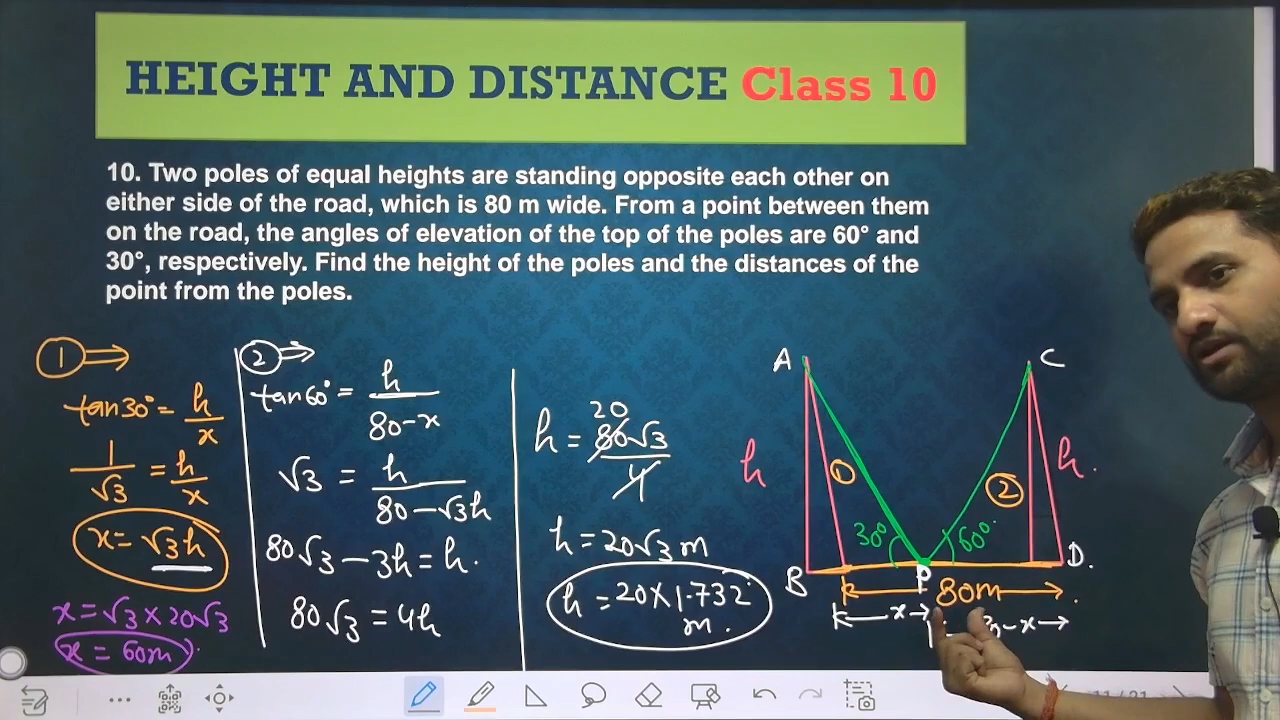 HEIGHT AND DISTANCE Class 10
10. Two poles of equal heights are standing opposite each other on
either side of the road, which is 80 m wide. From a point between them
on the road, the angles of elevation of the top of the poles are 60° and
30°, respectively. Find the height of the poles and the distances of the
point from the poles.
1 ⇒
tan30° = h/x
1/√3 = h/x
x = √3h
x = √3 × 20√3
x = 60m
2 ⇒
tan60° = h/80-x
√3 = h/80-√3h
80√3 - 3h = h.
80√3 = 4h
20
h = 80√3/4
h = 20√3 m
h = 20×1.732
m.
A
C
h
1
2
h.
30°
60°
B
P
D.
80m
x
-x